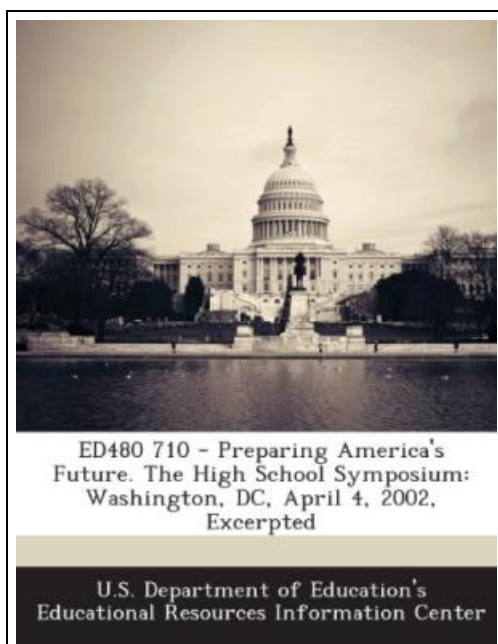 ED480 710 - Preparing America's
Future. The High School Symposium:
Washington, DC, April 4, 2002,
Excerpted
U.S. Department of Education's
Educational Resources Information Center